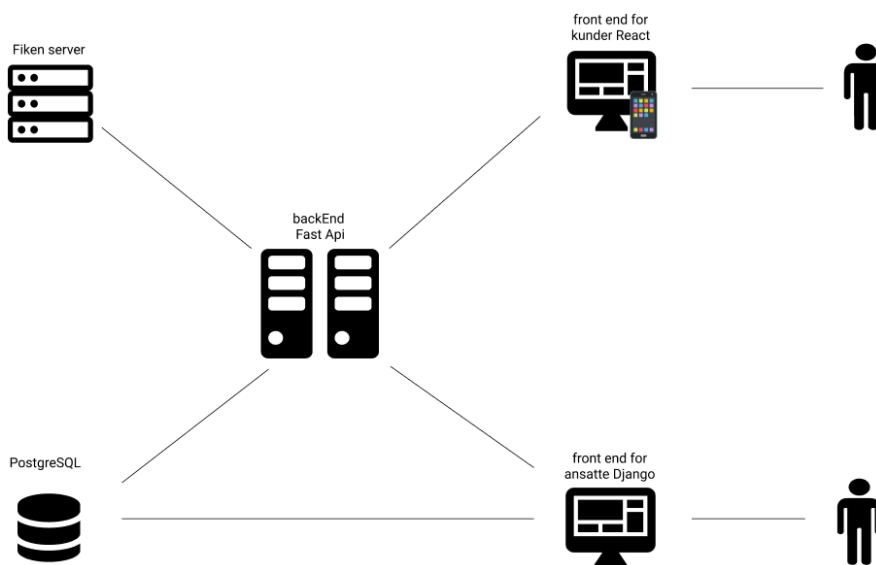 Fiken server
front end for
kunder React
backEnd
Fast Api
PostgreSQL
front end for
ansatte Django